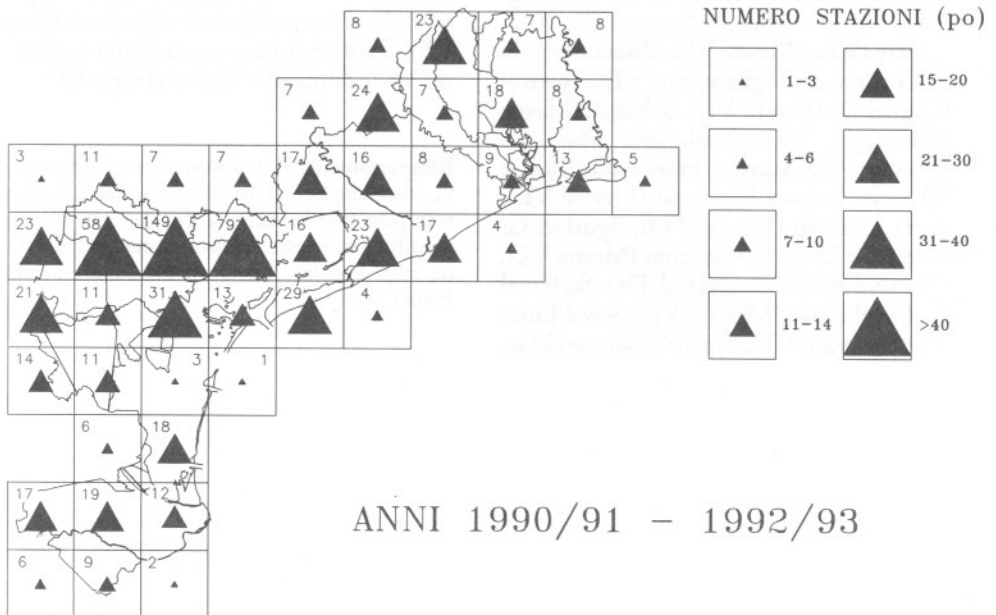 NUMERO STAZIONI (po)
1-3
15-20
4-6
21-30
7-10
31-40
11-14
>40
8 23 7 8
7 24 7 18 8
3 11 7 7 17 16 8 9 13 5
23 58 149 79 16 23 17 4
21 11 31 13 29 8
14 11 3 1
6 18
17 19 12
6 9 2
ANNI 1990/91 – 1992/93